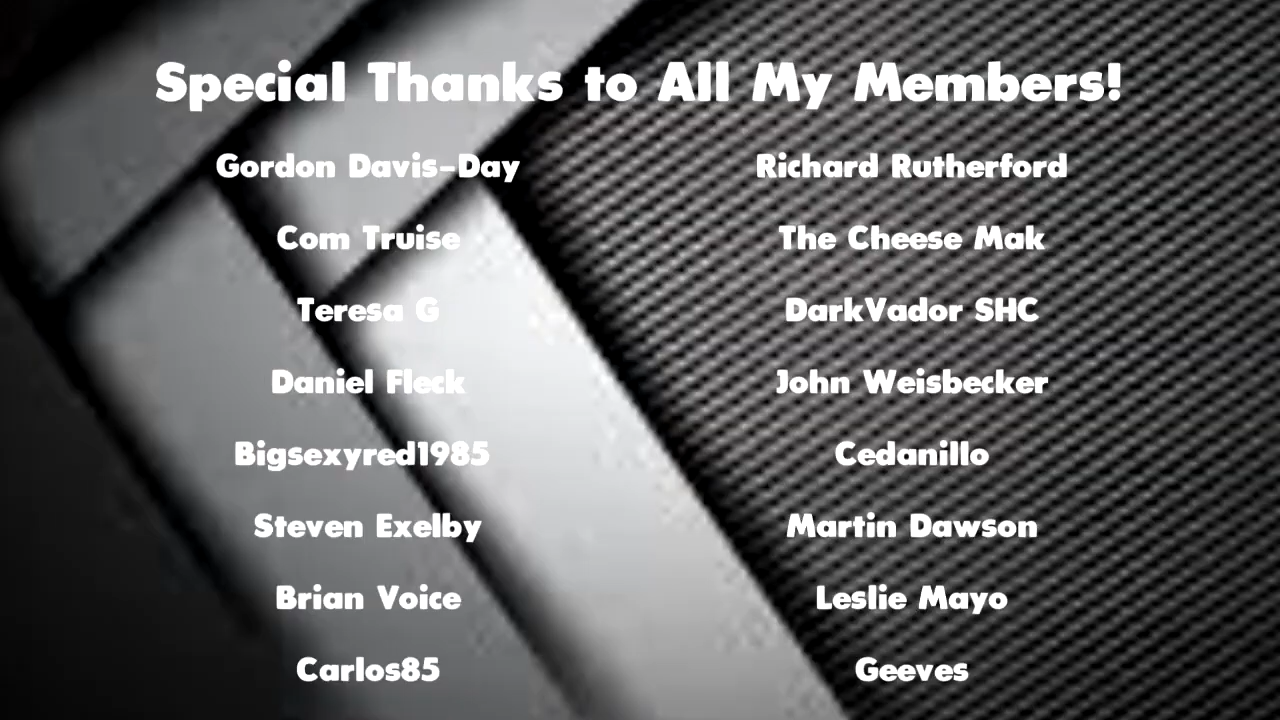 Special Thanks to All My Members!
Gordon Davis-Day
Richard Rutherford
Com Truise
The Cheese Mak
Teresa G
DarkVador SHC
Daniel Fleck
John Weisbecker
Bigsexyred1985
Cedanillo
Steven Exelby
Martin Dawson
Brian Voice
Leslie Mayo
Carlos85
Geeves